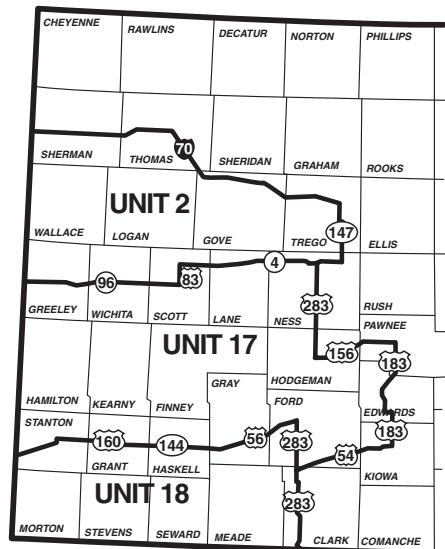 CHEYENNE RAWLINS DECATUR NORTON PHILLIPS
70
SHERMAN THOMAS SHERIDAN GRAHAM ROOKS
UNIT 2
147
WALLACE LOGAN GOVE TREGO ELLIS
4
96 83
283
GREELEY WICHITA SCOTT LANE NESS RUSH
PAWNEE
UNIT 17
156
183
GRAY HODGEMAN
HAMILTON KEARNY FINNEY FORD EDWARDS
STANTON
183
160 144 56 283 54
GRANT HASKELL KIOWA
UNIT 18
283
MORTON STEVENS SEWARD MEADE CLARK COMANCHE